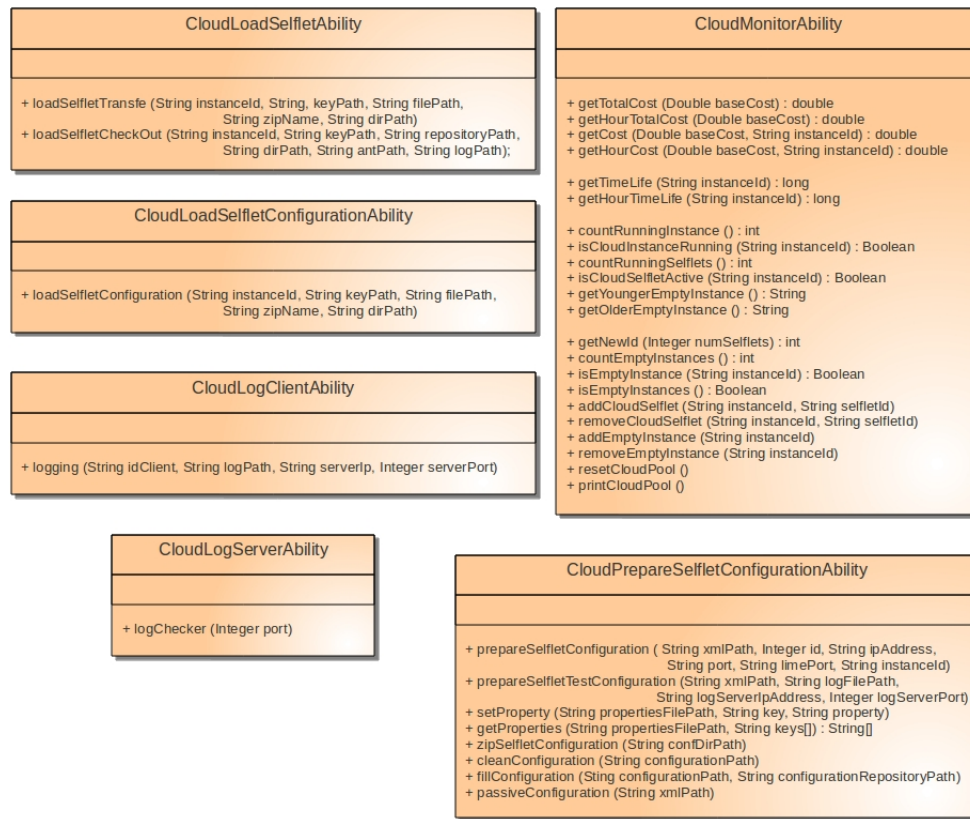 CloudLoadSelfletAbility
+ loadSelfletTransfe (String instanceId, String, keyPath, String filePath,
String zipName, String dirPath)
+ loadSelfletCheckOut (String instanceId, String keyPath, String repositoryPath,
String dirPath, String antPath, String logPath);
CloudLoadSelfletConfigurationAbility
+ loadSelfletConfiguration (String instanceId, String keyPath, String filePath,
String zipName, String dirPath)
CloudLogClientAbility
+ logging (String idClient, String logPath, String serverIp, Integer serverPort)
CloudLogServerAbility
+ logChecker (Integer port)
CloudMonitorAbility
+ getTotalCost (Double baseCost) : double
+ getHourTotalCost (Double baseCost) : double
+ getCost (Double baseCost, String instanceId) : double
+ getHourCost (Double baseCost, String instanceId) : double
+ getTimeLife (String instanceId) : long
+ getHourTimeLife (String instanceId) : long
+ countRunningInstance () : int
+ isCloudInstanceRunning (String instanceId) : Boolean
+ countRunningSelflets () : int
+ isCloudSelfletActive (String instanceId) : Boolean
+ getYoungerEmptyInstance () : String
+ getOlderEmptyInstance () : String
+ getNewId (Integer numSelflets) : int
+ countEmptyInstances () : int
+ isEmptyInstance (String instanceId) : Boolean
+ isEmptyInstances () : Boolean
+ addCloudSelflet (String instanceId, String selfletId)
+ removeCloudSelflet (String instanceId, String selfletId)
+ addEmptyInstance (String instanceId)
+ removeEmptyInstance (String instanceId)
+ resetCloudPool ()
+ printCloudPool ()
CloudPrepareSelfletConfigurationAbility
+ prepareSelfletConfiguration ( String xmlPath, Integer id, String ipAddress,
String port, String limePort, String instanceId)
+ prepareSelfletTestConfiguration (String xmlPath, String logFilePath,
String logServerIpAddress, Integer logServerPort)
+ setProperty (String propertiesFilePath, String key, String property)
+ getProperties (String propertiesFilePath, String keys[]) : String[]
+ zipSelfletConfiguration (String confDirPath)
+ cleanConfiguration (String configurationPath)
+ fillConfiguration (Sting configurationPath, String configurationRepositoryPath)
+ passiveConfiguration (String xmlPath)